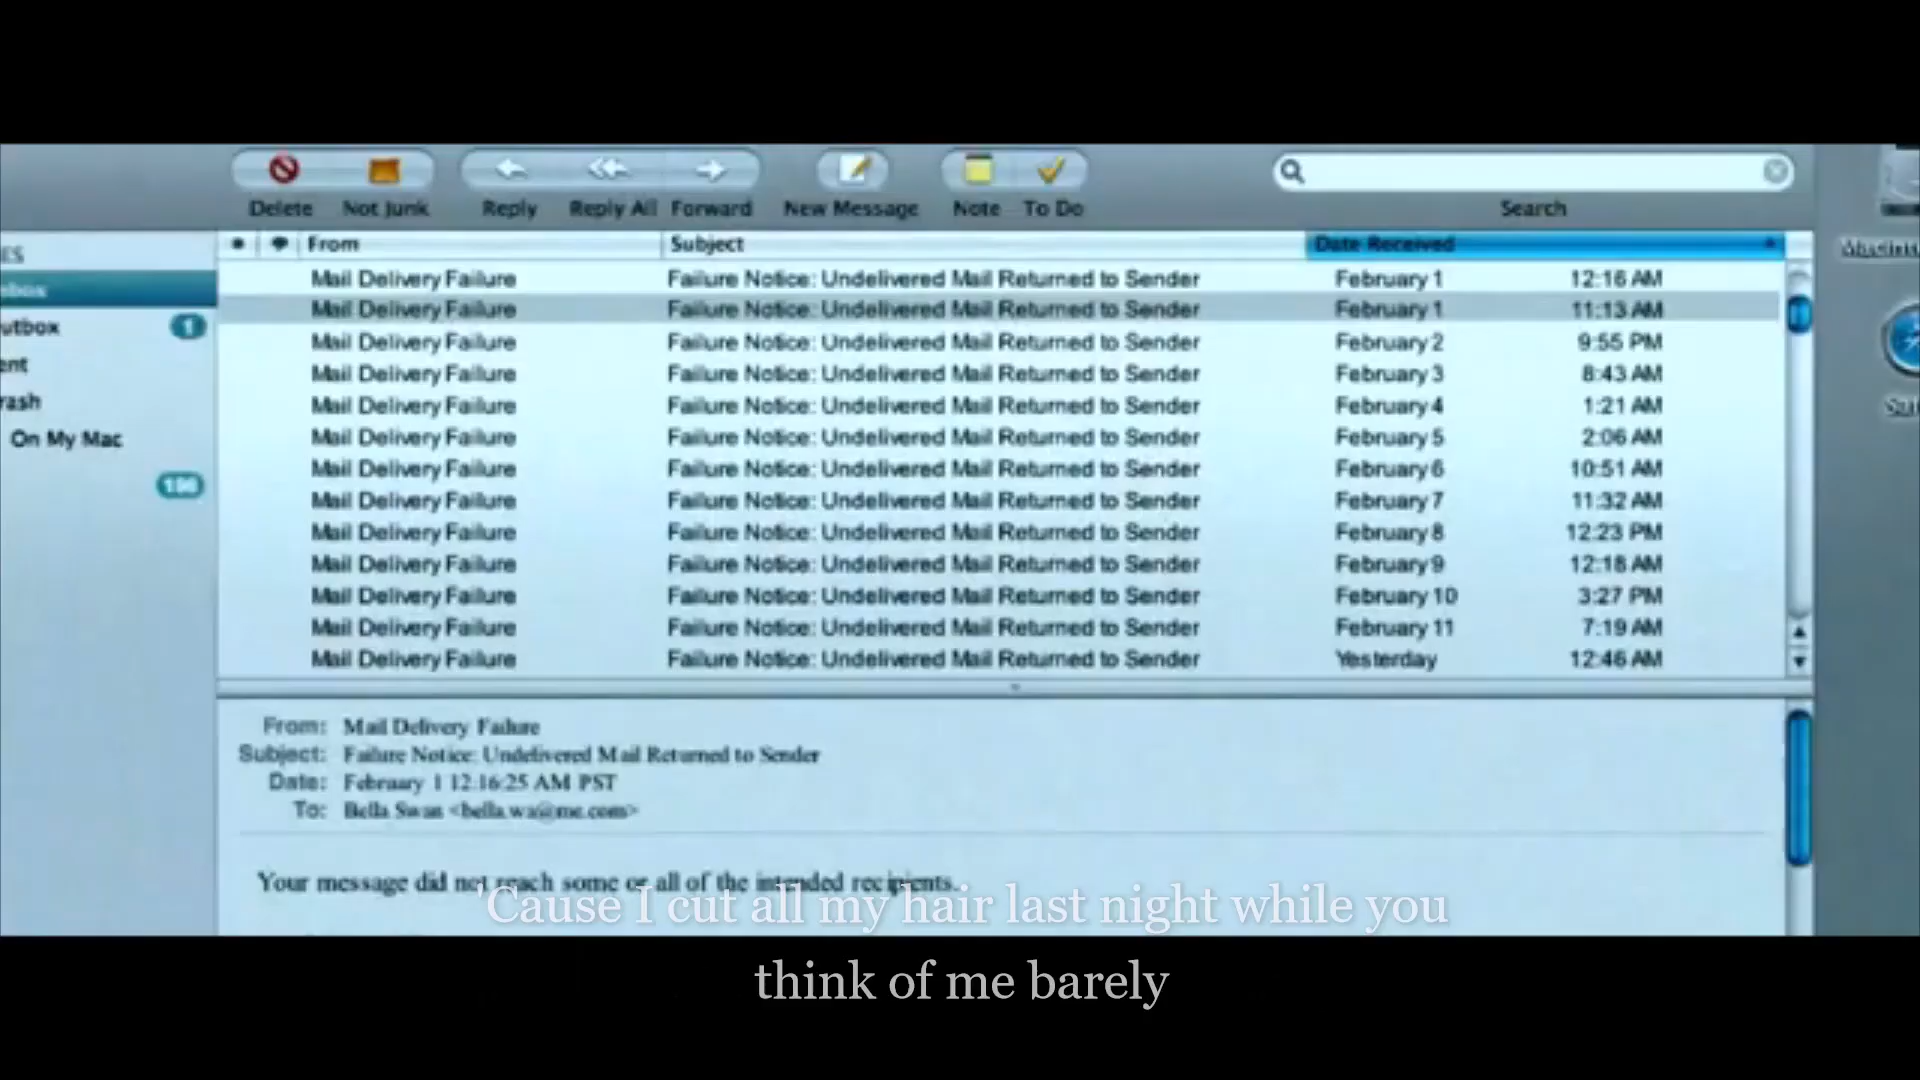 Delete Not Junk Reply Reply All Forward New Message Note To Do Search
From Subject Date Received
Mail Delivery Failure Failure Notice: Undelivered Mail Returned to Sender February 1 12:16 AM
Mail Delivery Failure Failure Notice: Undelivered Mail Returned to Sender February 1 11:13 AM
Mail Delivery Failure Failure Notice: Undelivered Mail Returned to Sender February 2 9:55 PM
utbox 1
Mail Delivery Failure Failure Notice: Undelivered Mail Returned to Sender February 3 8:43 AM
ent
Mail Delivery Failure Failure Notice: Undelivered Mail Returned to Sender February 4 1:21 AM
rash
Mail Delivery Failure Failure Notice: Undelivered Mail Returned to Sender February 5 2:06 AM
On My Mac
Mail Delivery Failure Failure Notice: Undelivered Mail Returned to Sender February 6 10:51 AM
Mail Delivery Failure Failure Notice: Undelivered Mail Returned to Sender February 7 11:32 AM
Mail Delivery Failure Failure Notice: Undelivered Mail Returned to Sender February 8 12:23 PM
Mail Delivery Failure Failure Notice: Undelivered Mail Returned to Sender February 9 12:18 AM
Mail Delivery Failure Failure Notice: Undelivered Mail Returned to Sender February 10 3:27 PM
Mail Delivery Failure Failure Notice: Undelivered Mail Returned to Sender February 11 7:19 AM
Mail Delivery Failure Failure Notice: Undelivered Mail Returned to Sender Yesterday 12:46 AM
From: Mail Delivery Failure
Subject: Failure Notice: Undelivered Mail Returned to Sender
Date: February 1 12:16:25 AM PST
To: Bella Swan <bella.wa@me.com>
Your message did not reach some or all of the intended recipients.
'Cause I cut all my hair last night while you
think of me barely